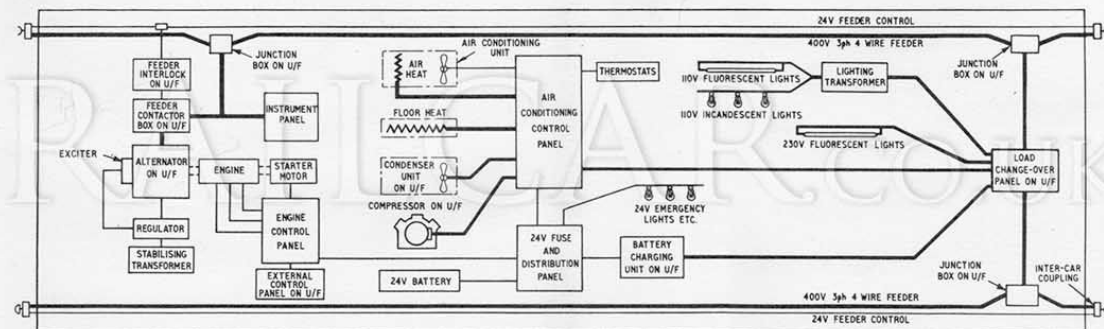 24V FEEDER CONTROL
400V 3ph 4 WIRE FEEDER
JUNCTION
BOX ON U/F
FEEDER
INTERLOCK
ON U/F
FEEDER
CONTACTOR
BOX ON U/F
INSTRUMENT
PANEL
EXCITER
ALTERNATOR
ON U/F
ENGINE
STARTER
MOTOR
REGULATOR
STABILISING
TRANSFORMER
ENGINE
CONTROL
PANEL
EXTERNAL
CONTROL
PANEL ON U/F
AIR CONDITIONING
UNIT
AIR
HEAT
FLOOR HEAT
CONDENSER
UNIT
ON U/F
COMPRESSOR ON U/F
AIR
CONDITIONING
CONTROL
PANEL
THERMOSTATS
24V BATTERY
24V FUSE
AND
DISTRIBUTION
PANEL
110V FLUORESCENT LIGHTS
110V INCANDESCENT LIGHTS
LIGHTING
TRANSFORMER
230V FLUORESCENT LIGHTS
24V EMERGENCY
LIGHTS ETC.
BATTERY
CHARGING
UNIT ON U/F
JUNCTION
BOX ON U/F
LOAD
CHANGE-OVER
PANEL ON U/F
JUNCTION
BOX ON U/F
INTER-CAR
COUPLING
400V 3ph 4 WIRE FEEDER
24V FEEDER CONTROL
RAILCAR.CO.UK